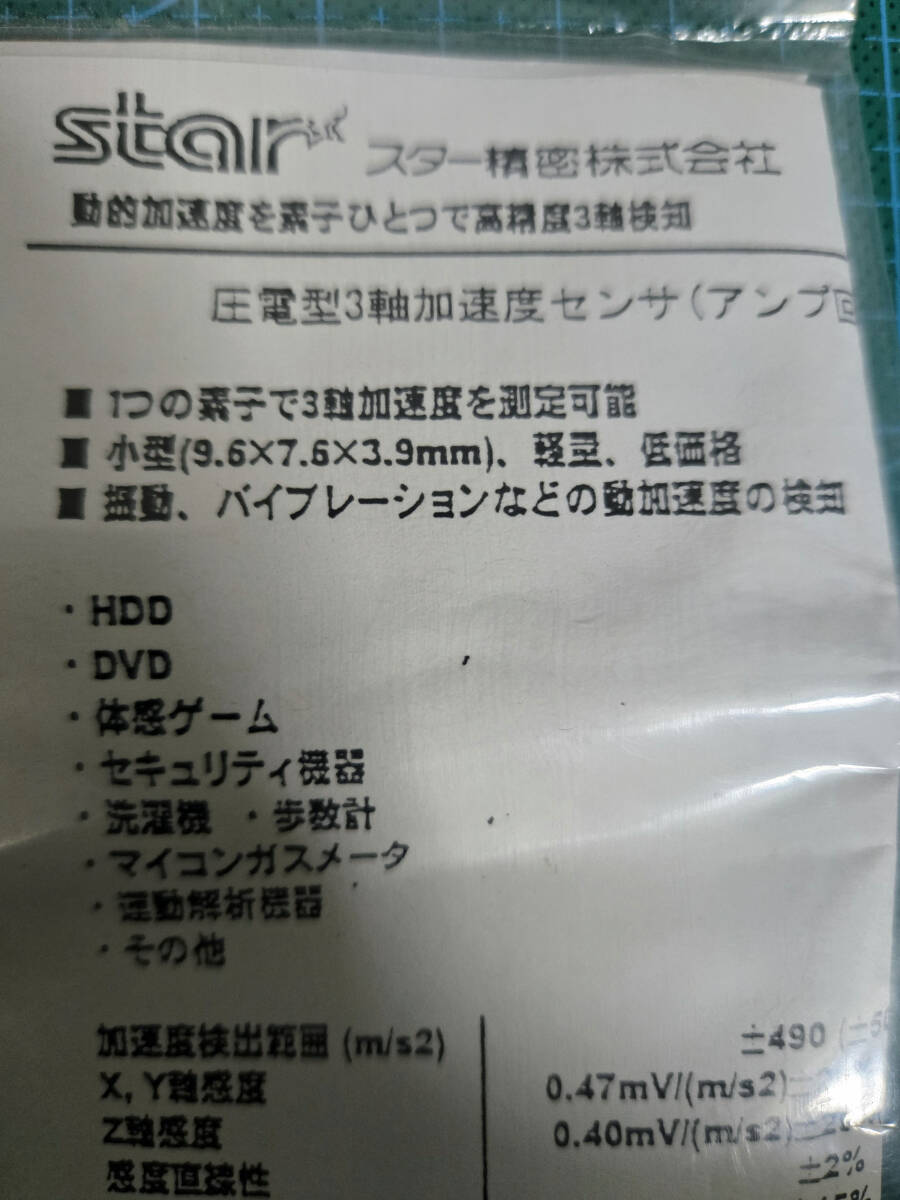 star スター精密株式会社
動的加速度を素子ひとつで高精度3軸検知
圧電型3軸加速度センサ(アンプ回
■ 1つの素子で3軸加速度を測定可能
■ 小型(9.6×7.6×3.9mm)、軽量、低価格
■ 振動、バイブレーションなどの動加速度の検知
・HDD
・DVD
・体感ゲーム
・セキュリティ機器
・洗濯機 ・歩数計
・マイコンガスメータ
・運動解析機器
・その他
加速度検出範囲 (m/s2) ±490
X, Y軸感度 0.47mV/(m/s2)
Z軸感度 0.40mV/(m/s2)
感度直線性 ±2%